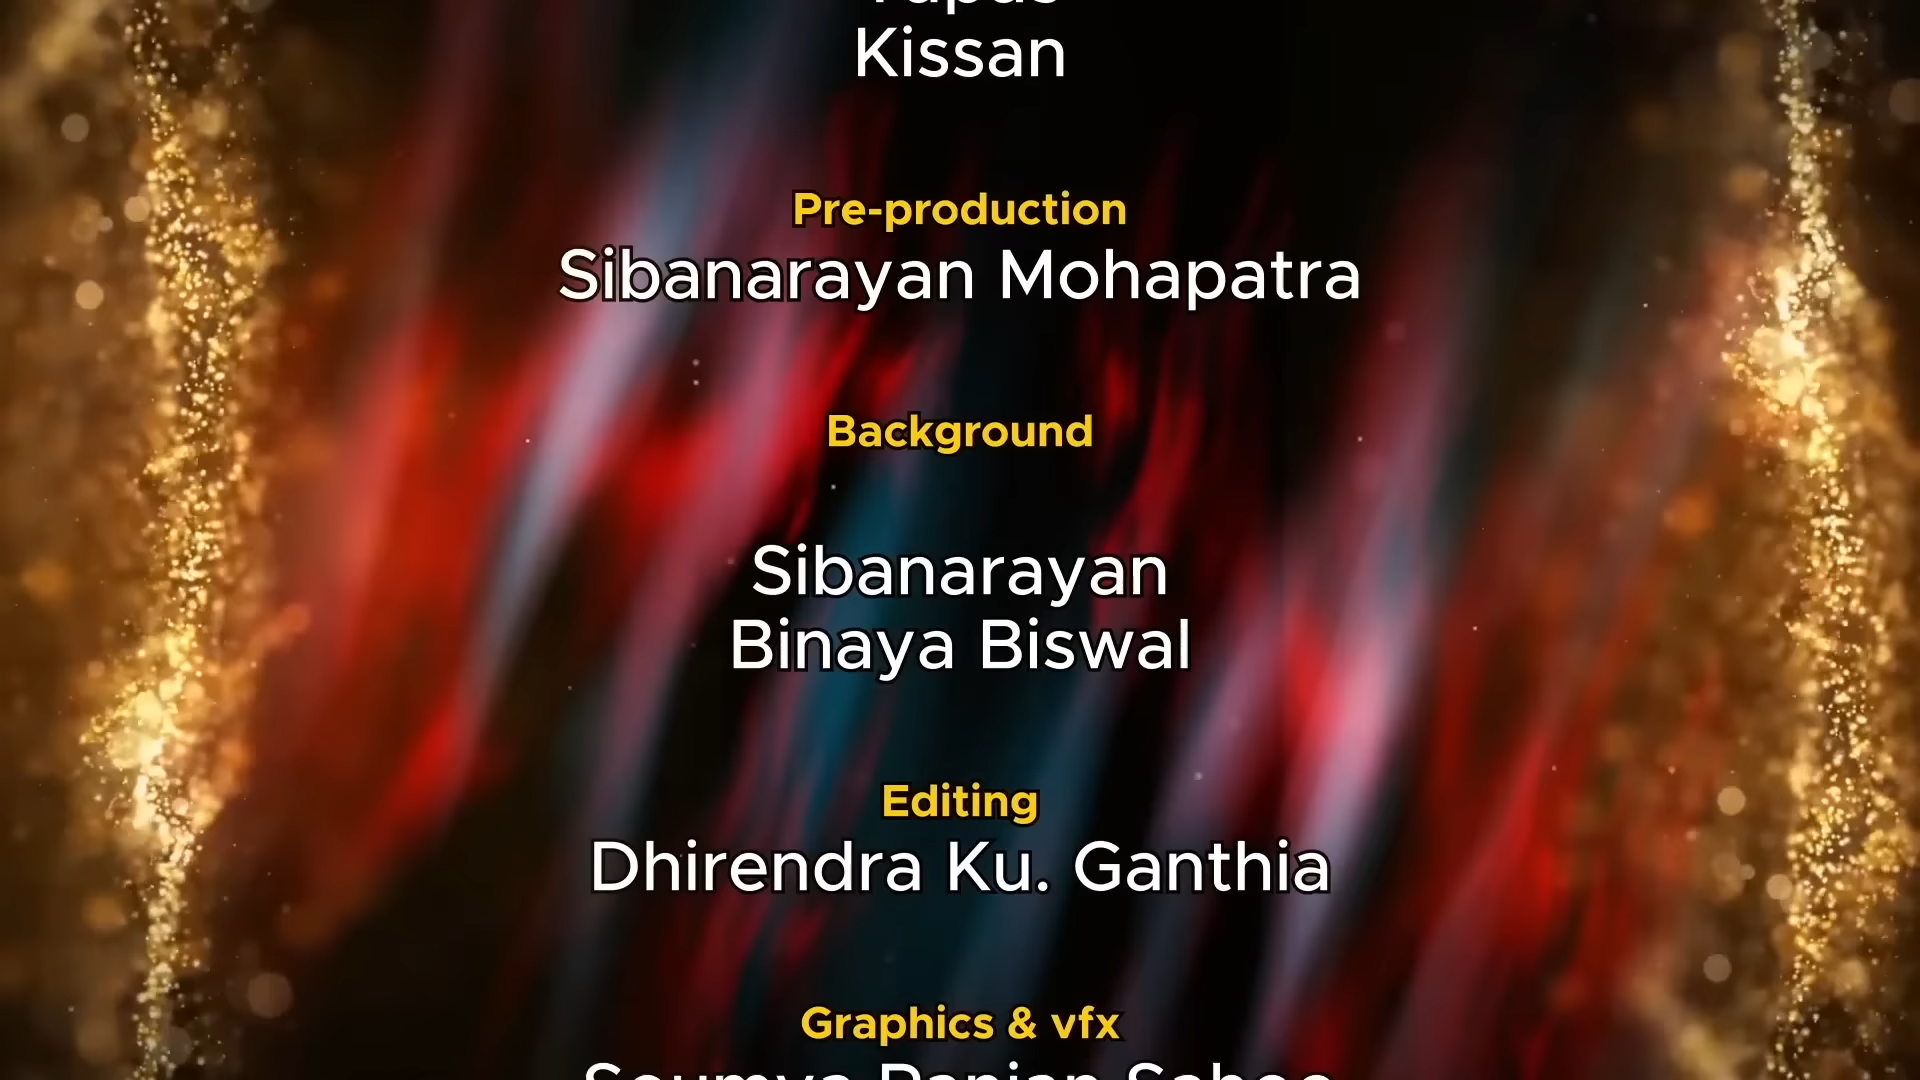 Kissan
Pre-production
Sibanarayan Mohapatra
Background
Sibanarayan
Binaya Biswal
Editing
Dhirendra Ku. Ganthia
Graphics & vfx